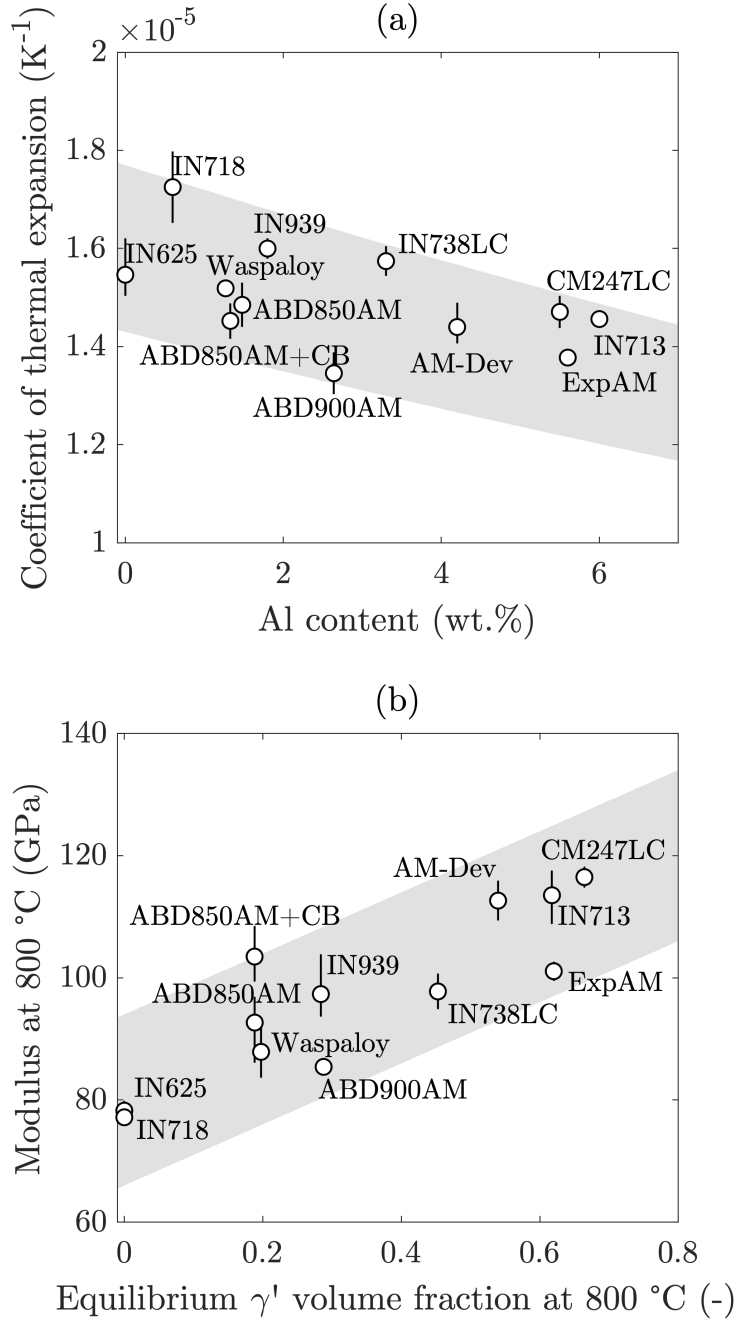 (a)
×10⁻⁵
2
1.8
1.6
1.4
1.2
1
Coefficient of thermal expansion (K⁻¹)
IN718
IN939
IN738LC
IN625
Waspaloy
CM247LC
ABD850AM
IN713
ABD850AM+CB
AM-Dev
ExpAM
ABD900AM
0 2 4 6
Al content (wt.%)
(b)
140
120
100
80
60
Modulus at 800 °C (GPa)
CM247LC
AM-Dev
ABD850AM+CB
IN713
IN939
ExpAM
ABD850AM
IN738LC
Waspaloy
IN625
ABD900AM
IN718
0 0.2 0.4 0.6 0.8
Equilibrium γ' volume fraction at 800 °C (-)